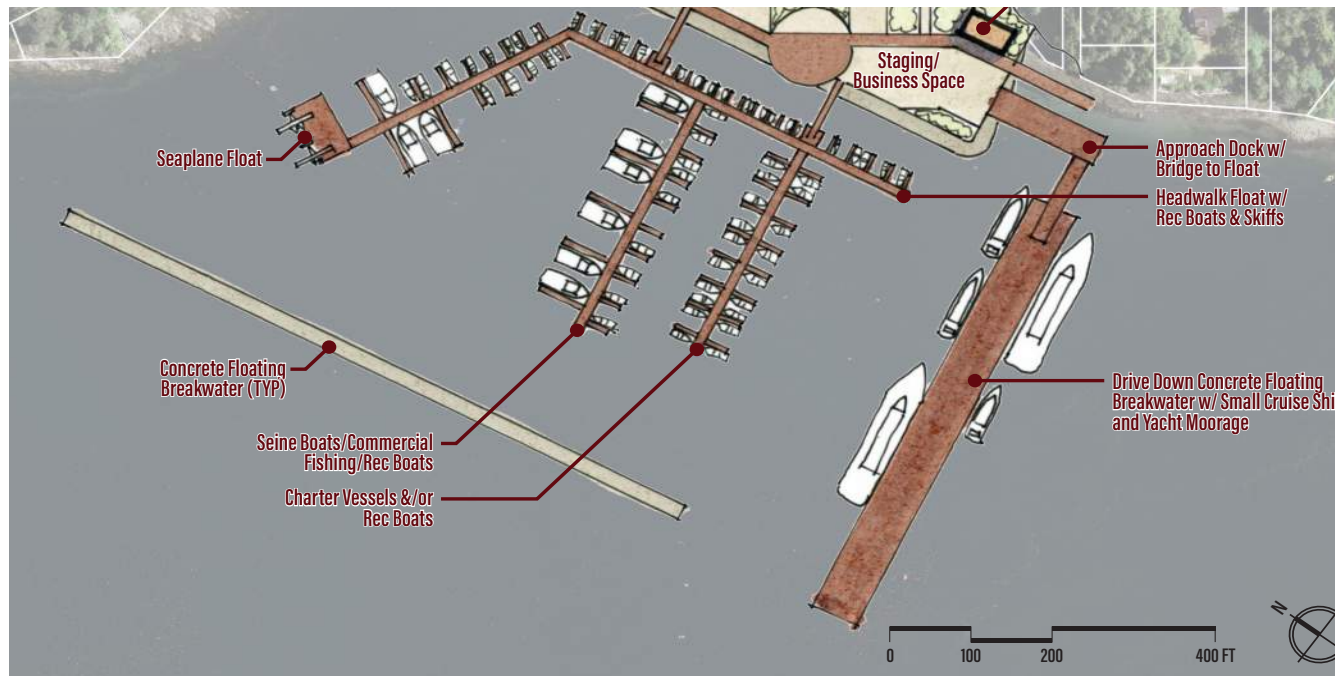 Staging/
Business Space
Seaplane Float
Approach Dock w/
Bridge to Float
Headwalk Float w/
Rec Boats & Skiffs
Concrete Floating
Breakwater (TYP)
Drive Down Concrete Floating
Breakwater w/ Small Cruise Shi
and Yacht Moorage
Seine Boats/Commercial
Fishing/Rec Boats
Charter Vessels &/or
Rec Boats
N
0 100 200 400 FT